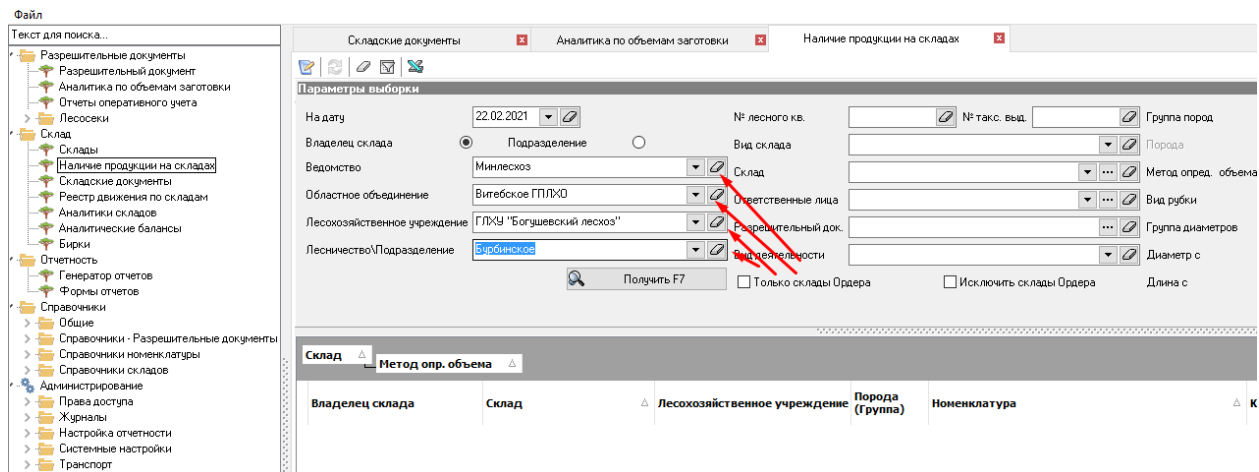 Файл
Текст для поиска...
Разрешительные документы
Разрешительный документ
Аналитика по объемам заготовки
Отчеты оперативного учета
Лесосеки
Склад
Склады
Наличие продукции на складах
Складские документы
Реестр движения по складам
Аналитики складов
Аналитические балансы
Бирки
Отчетность
Генератор отчетов
Формы отчетов
Справочники
Общие
Справочники - Разрешительные документы
Справочники номенклатуры
Справочники складов
Администрирование
Права доступа
Журналы
Настройка отчетности
Системные настройки
Транспорт
Складские документы Аналитика по объемам заготовки Наличие продукции на складах
Параметры выборки
На дату 22.02.2021 № лесного кв. № такс. выд. Группа пород
Владелец склада Подразделение Вид склада Порода
Ведомство Минлесхоз Склад Метод опред. объема
Областное объединение Витебское ГПЛХО Ответственные лица Вид рубки
Лесохозяйственное учреждение ГЛХУ "Богушевский лесхоз" Разрешительный док. Группа диаметров
Лесничество\Подразделение Бурбинское Вид деятельности Диаметр с
Получить F7 Только склады Ордера Исключить склады Ордера Длина с
Склад
Метод опр. объема
Владелец склада Склад Лесохозяйственное учреждение Порода (Группа) Номенклатура К